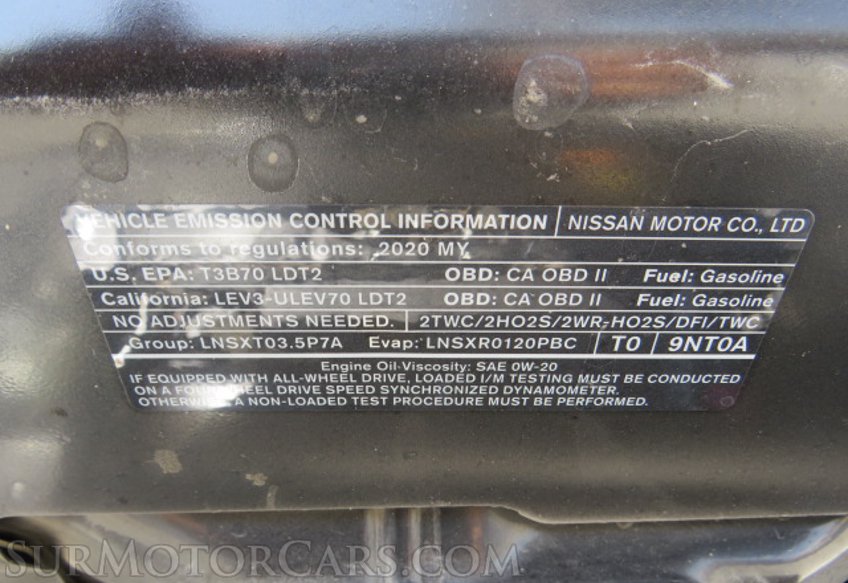 VEHICLE EMISSION CONTROL INFORMATION NISSAN MOTOR CO., LTD
Conforms to regulations: 2020 MY
U.S. EPA: T3B70 LDT2 OBD: CA OBD II Fuel: Gasoline
California: LEV3-ULEV70 LDT2 OBD: CA OBD II Fuel: Gasoline
NO ADJUSTMENTS NEEDED. 2TWC/2HO2S/2WR-HO2S/DFI/TWC
Group: LNSXT03.5P7A Evap: LNSXR0120PBC T0 9NT0A
Engine Oil Viscosity: SAE 0W-20
IF EQUIPPED WITH ALL-WHEEL DRIVE, LOADED I/M TESTING MUST BE CONDUCTED
ON A FOUR WHEEL DRIVE SPEED SYNCHRONIZED DYNAMOMETER.
OTHERWISE, A NON-LOADED TEST PROCEDURE MUST BE PERFORMED.
SURMOTORCARS.COM